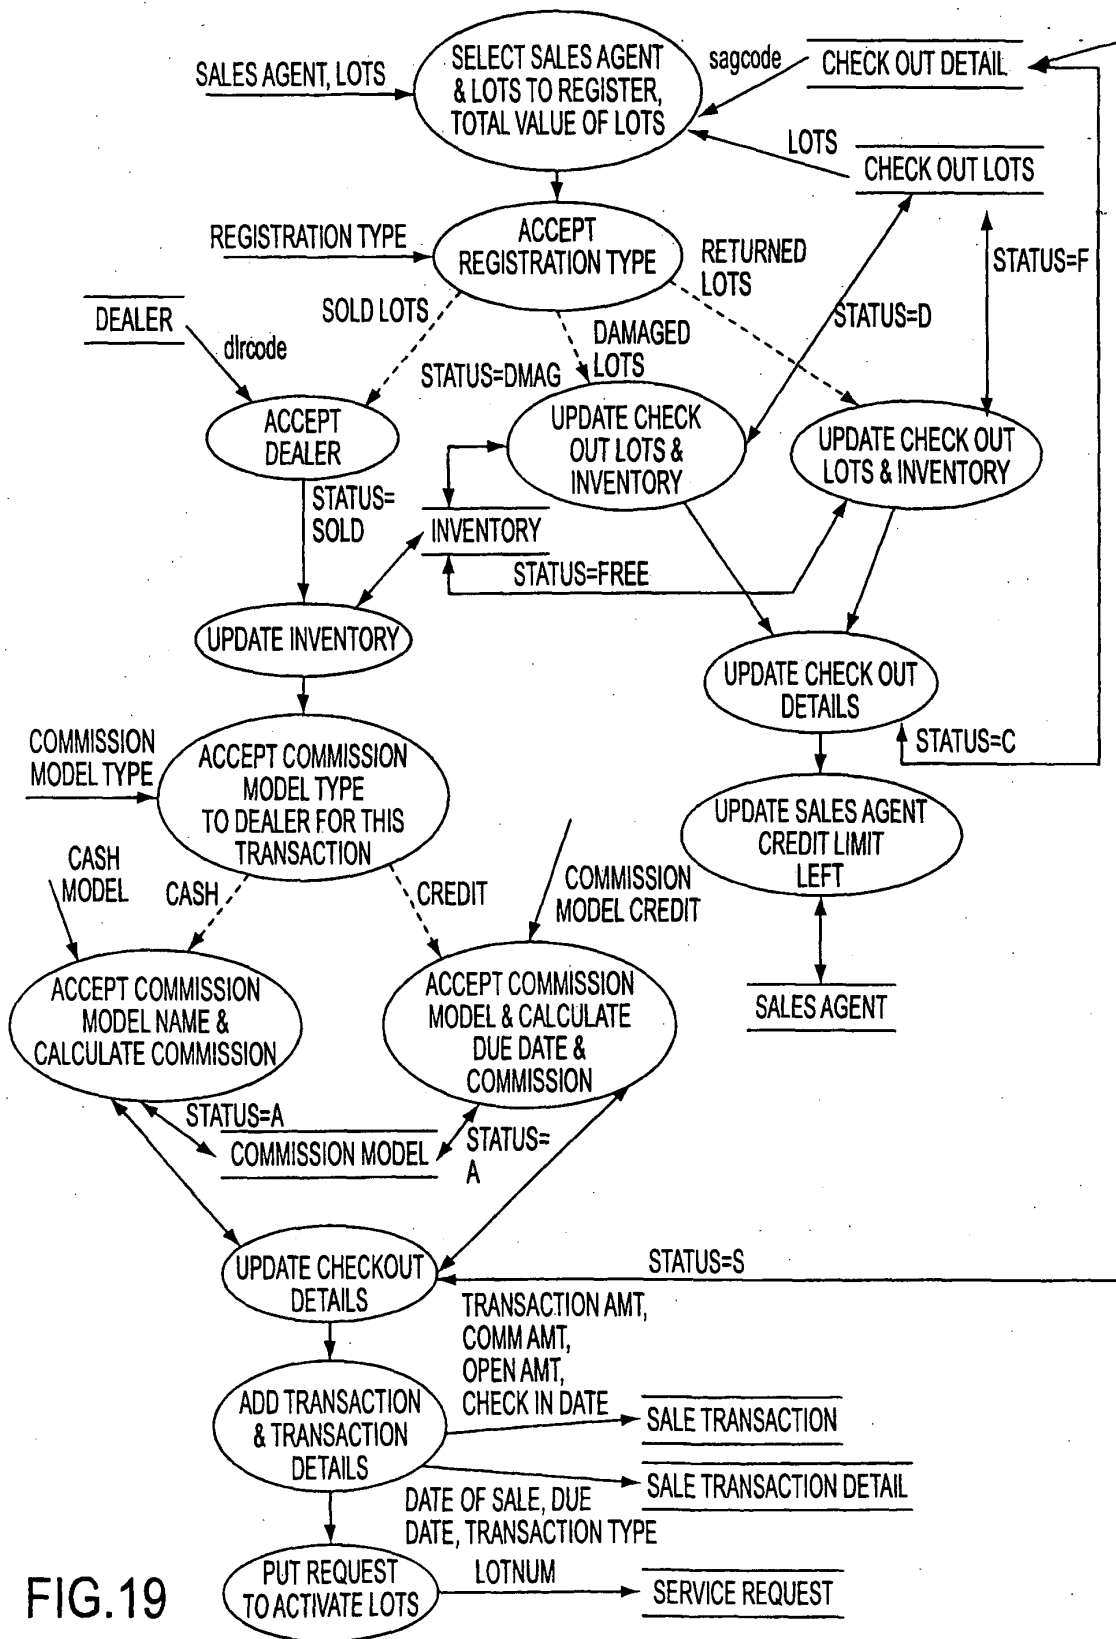 SELECT SALES AGENT
& LOTS TO REGISTER,
TOTAL VALUE OF LOTS
SALES AGENT, LOTS
sagcode
CHECK OUT DETAIL
LOTS
CHECK OUT LOTS
ACCEPT
REGISTRATION TYPE
REGISTRATION TYPE
RETURNED
LOTS
STATUS=F
SOLD LOTS
DEALER
dlrcode
STATUS=D
DAMAGED
LOTS
STATUS=DMAG
ACCEPT
DEALER
UPDATE CHECK
OUT LOTS &
INVENTORY
UPDATE CHECK OUT
LOTS & INVENTORY
STATUS=
SOLD
INVENTORY
STATUS=FREE
UPDATE INVENTORY
UPDATE CHECK OUT
DETAILS
STATUS=C
COMMISSION
MODEL TYPE
ACCEPT COMMISSION
MODEL TYPE
TO DEALER FOR THIS
TRANSACTION
UPDATE SALES AGENT
CREDIT LIMIT
LEFT
CASH
MODEL
CASH
CREDIT
COMMISSION
MODEL CREDIT
ACCEPT COMMISSION
MODEL NAME &
CALCULATE COMMISSION
ACCEPT COMMISSION
MODEL & CALCULATE
DUE DATE &
COMMISSION
SALES AGENT
STATUS=A
COMMISSION MODEL
STATUS=
A
UPDATE CHECKOUT
DETAILS
STATUS=S
TRANSACTION AMT,
COMM AMT,
OPEN AMT,
CHECK IN DATE
ADD TRANSACTION
& TRANSACTION
DETAILS
SALE TRANSACTION
SALE TRANSACTION DETAIL
DATE OF SALE, DUE
DATE, TRANSACTION TYPE
PUT REQUEST
TO ACTIVATE LOTS
LOTNUM
SERVICE REQUEST
FIG.19